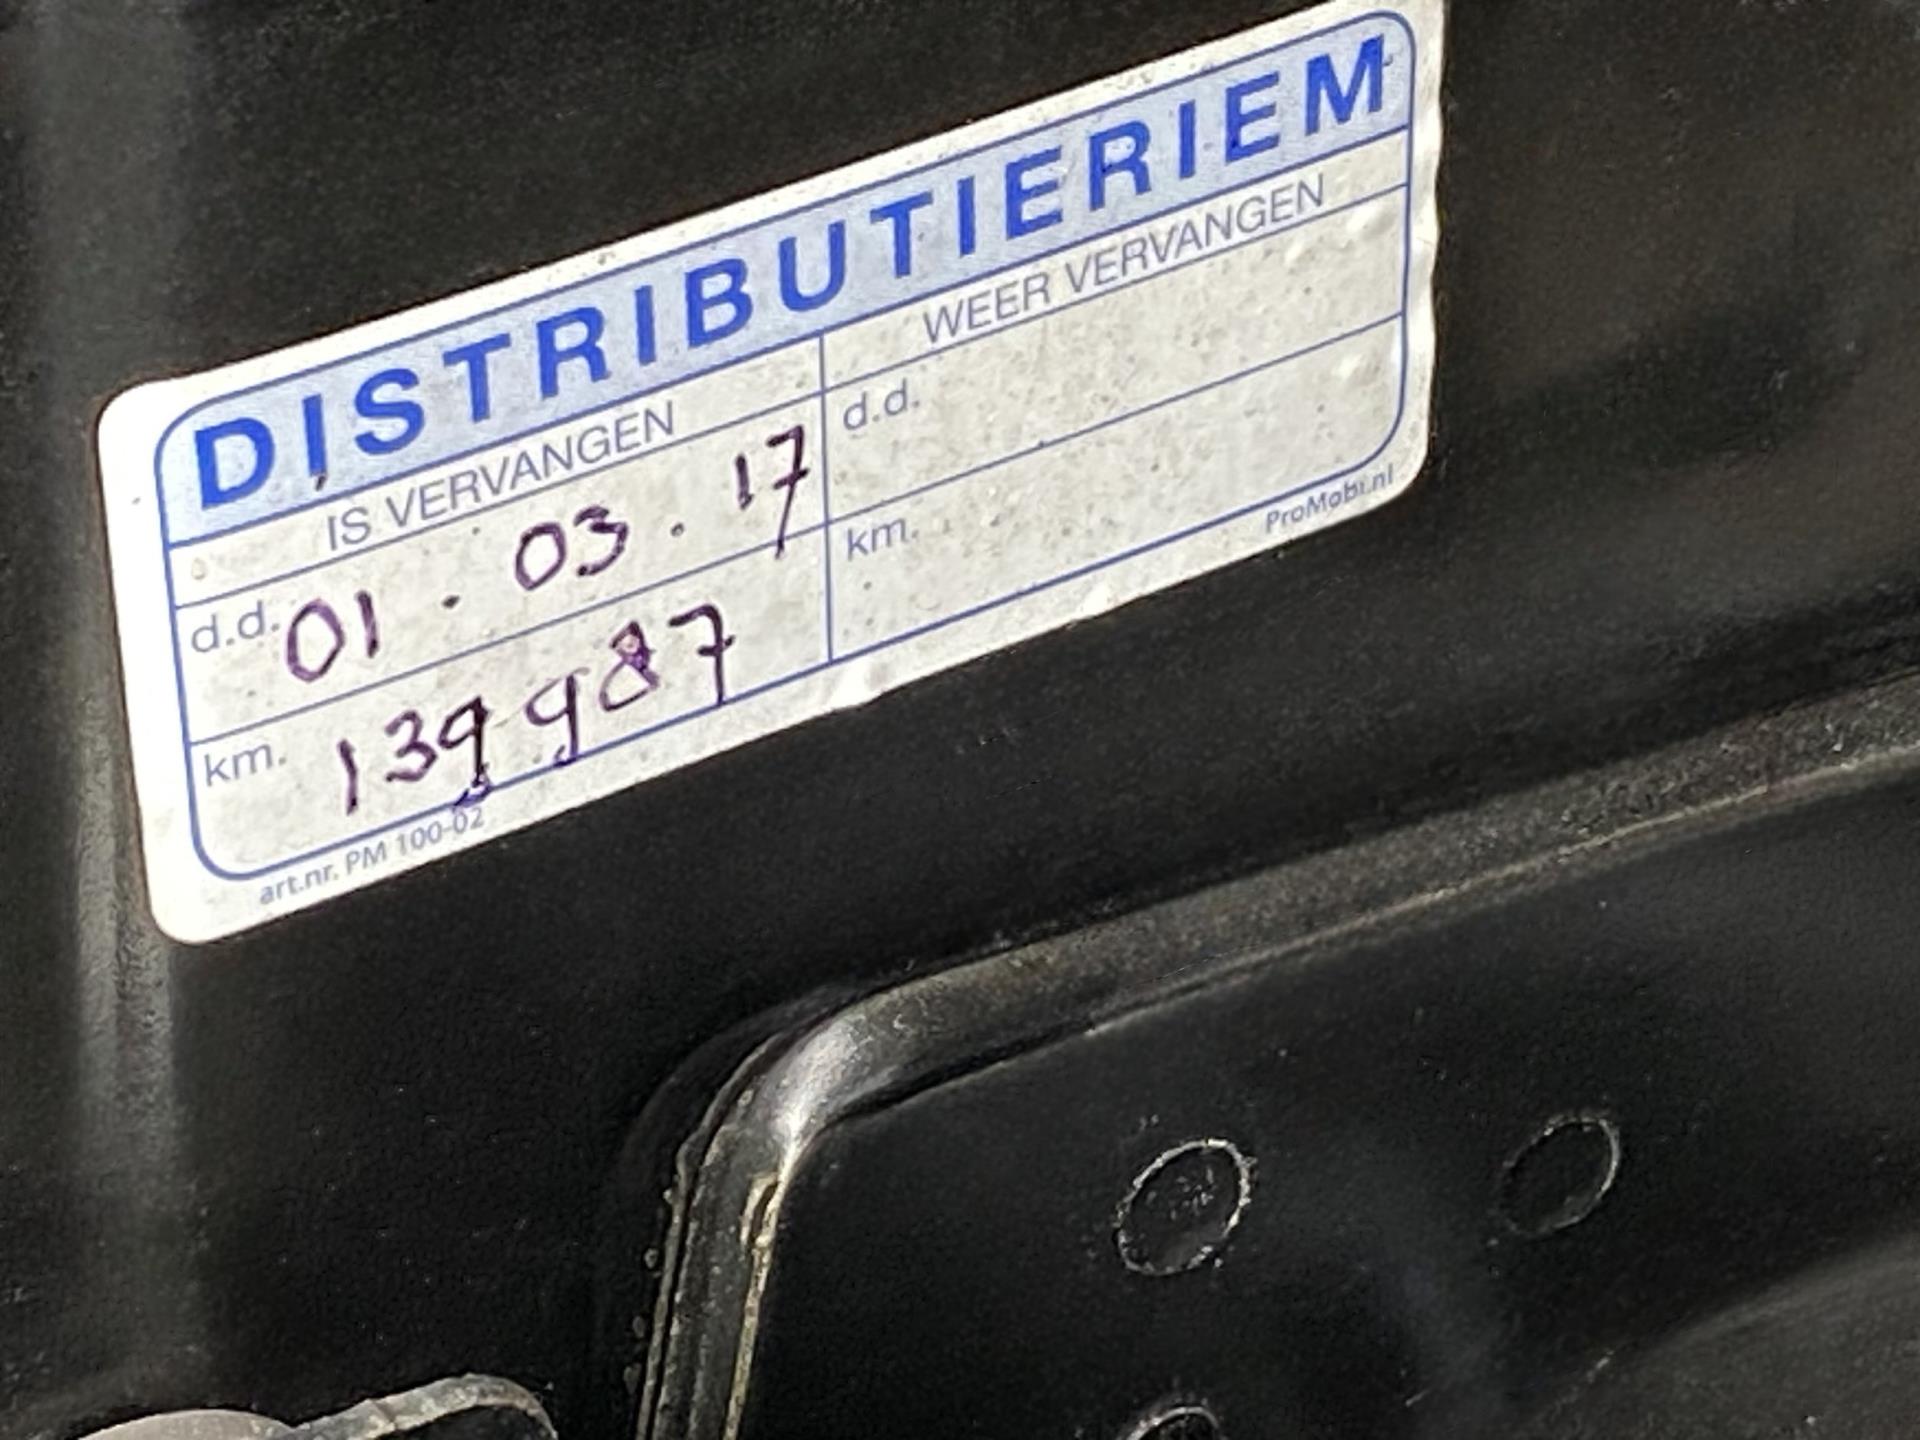 DISTRIBUTIERIEM
IS VERVANGEN
WEER VERVANGEN
d.d. 01 . 03 . 17
d.d.
km. 139987
km.
art.nr. PM 100-02
ProMobi.nl